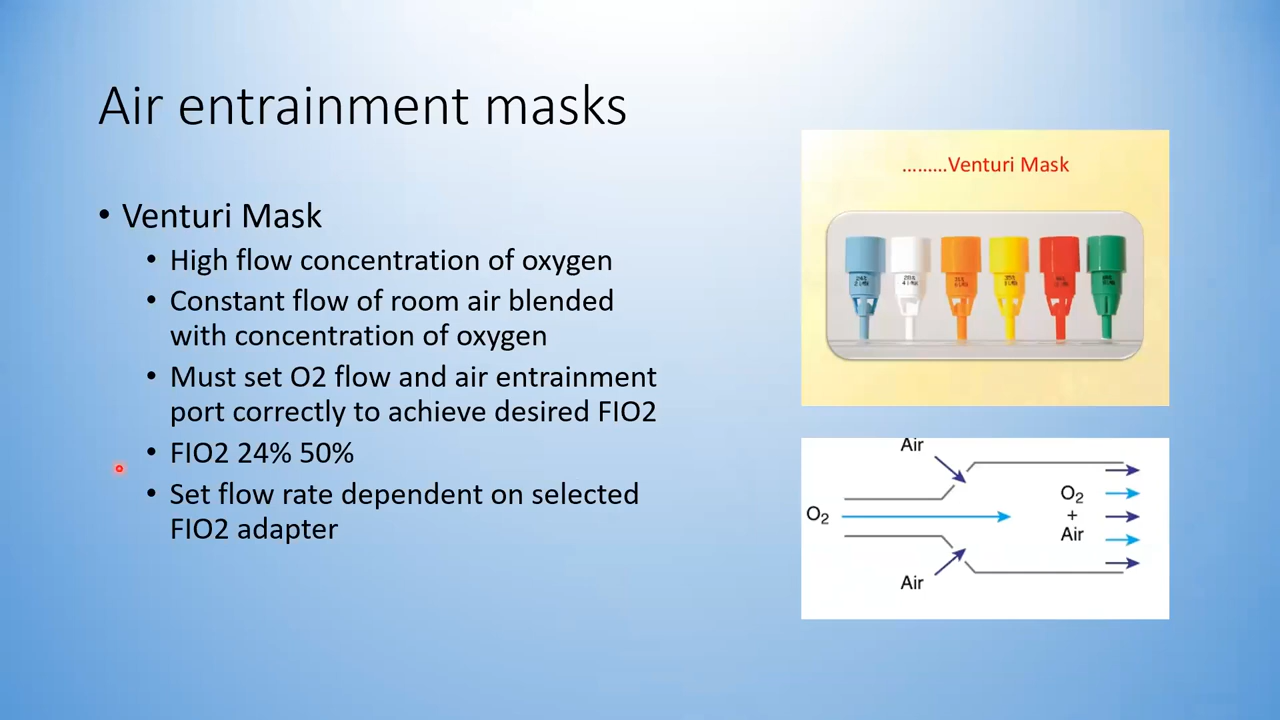 Air entrainment masks
• Venturi Mask
• High flow concentration of oxygen
• Constant flow of room air blended
with concentration of oxygen
• Must set O2 flow and air entrainment
port correctly to achieve desired FIO2
• FIO2 24% 50%
• Set flow rate dependent on selected
FIO2 adapter
.........Venturi Mask
Air
O2
O2
+
Air
Air